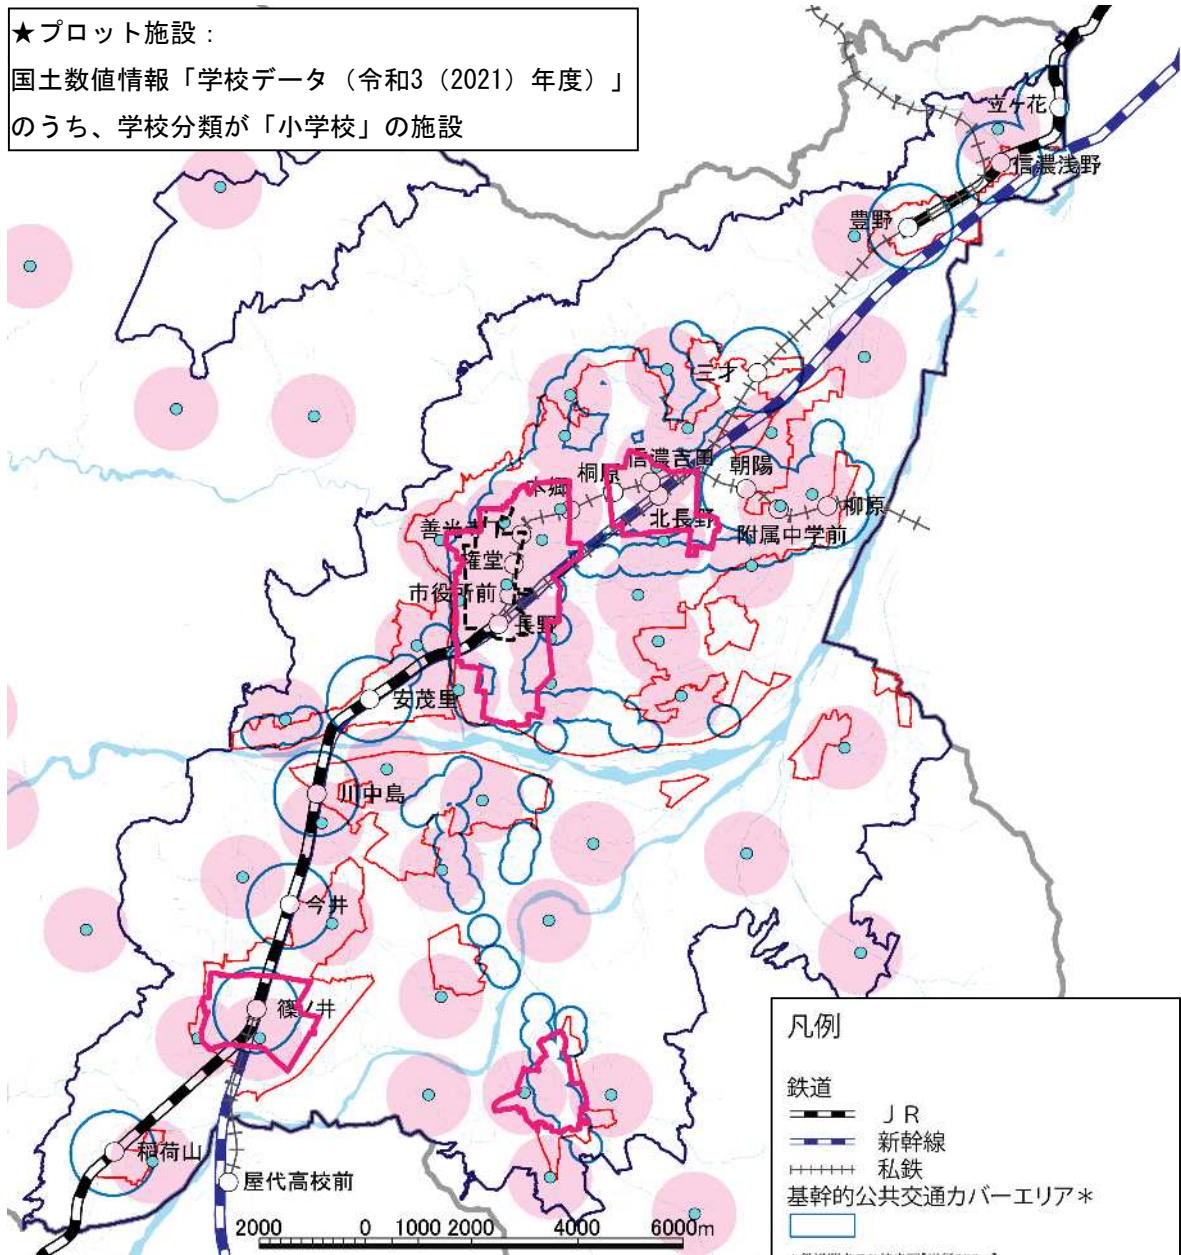 ★プロット施設：
国土数値情報「学校データ（令和3（2021）年度）」
のうち、学校分類が「小学校」の施設
立ヶ花
信濃浅野
豊野
三才
信濃吉田
朝陽
桐原
本郷
柳原
北長野
附属中学前
善光寺下
権堂
市役所前
長野
安茂里
川中島
今井
篠ノ井
稲荷山
屋代高校前
2000 0 1000 2000 4000 6000m
凡例
鉄道
ＪＲ
新幹線
私鉄
基幹的公共交通カバーエリア＊